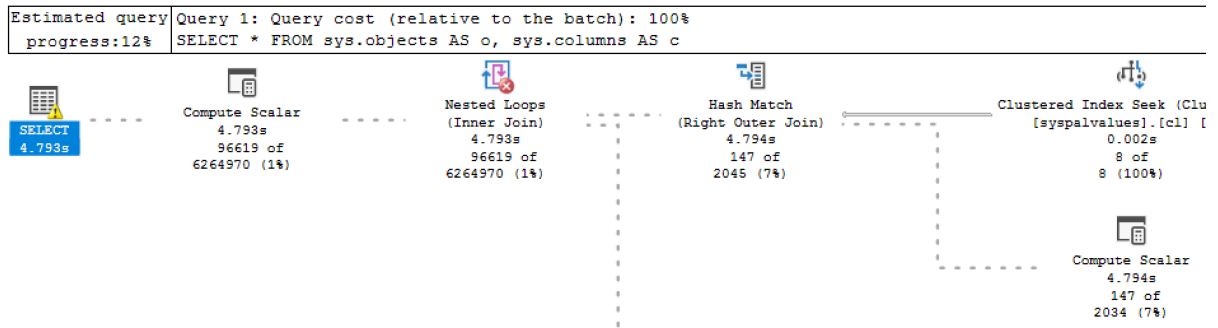 Estimated query progress:12%
Query 1: Query cost (relative to the batch): 100%
SELECT * FROM sys.objects AS o, sys.columns AS c
SELECT
4.793s
Compute Scalar
4.793s
96619 of
6264970 (1%)
Nested Loops
(Inner Join)
4.793s
96619 of
6264970 (1%)
Hash Match
(Right Outer Join)
4.794s
147 of
2045 (7%)
Clustered Index Seek (Clu
[syspalvalues].[cl] [
0.002s
8 of
8 (100%)
Compute Scalar
4.794s
147 of
2034 (7%)